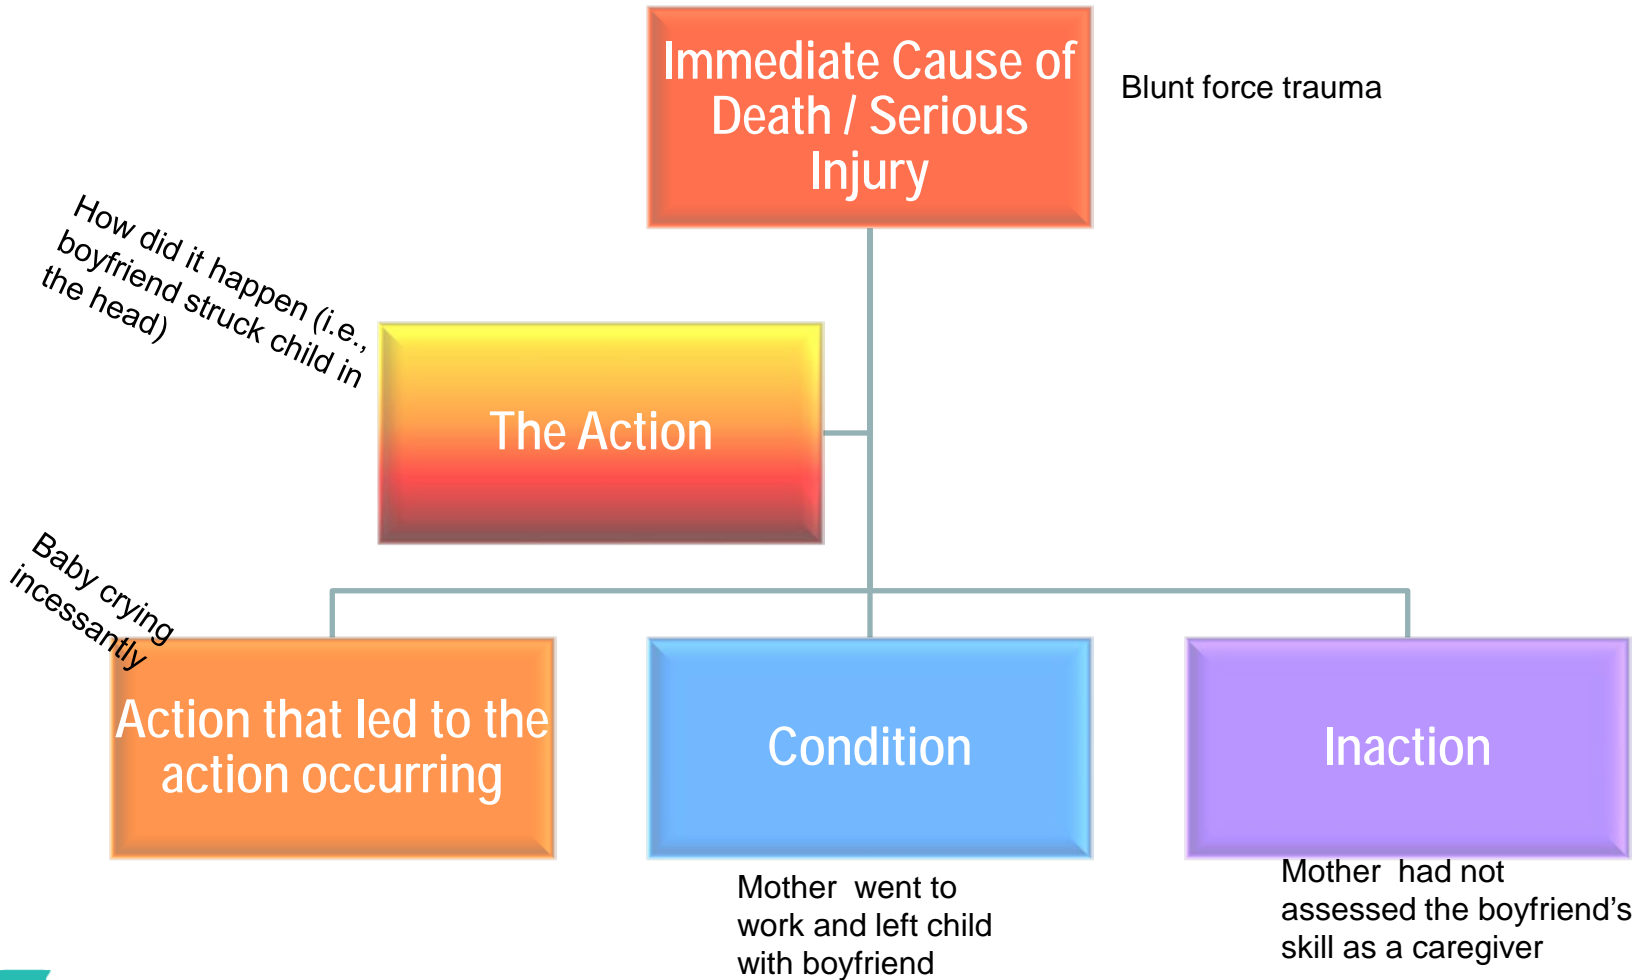 Immediate Cause of
Death / Serious
Injury
Blunt force trauma
How did it happen (i.e.,
boyfriend struck child in
the head)
The Action
Baby crying
incessantly
Action that led to the
action occurring
Condition
Inaction
Mother went to
work and left child
with boyfriend
Mother had not
assessed the boyfriend's
skill as a caregiver